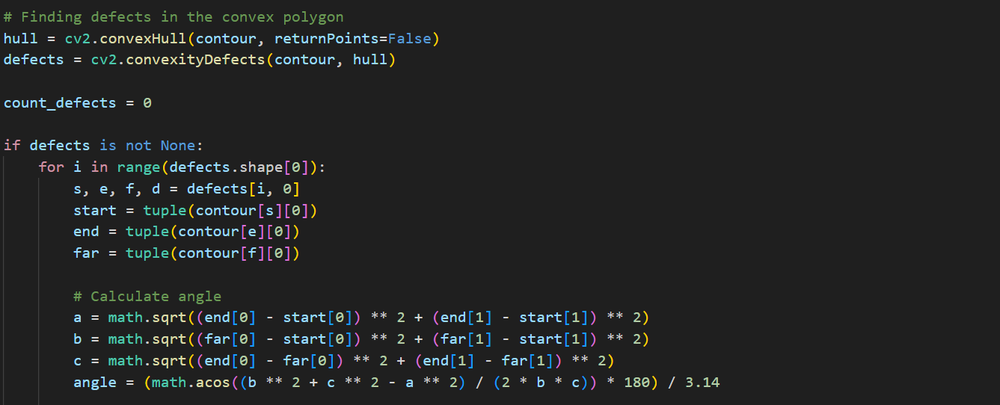 # Finding defects in the convex polygon
hull = cv2.convexHull(contour, returnPoints=False)
defects = cv2.convexityDefects(contour, hull)

count_defects = 0

if defects is not None:
    for i in range(defects.shape[0]):
        s, e, f, d = defects[i, 0]
        start = tuple(contour[s][0])
        end = tuple(contour[e][0])
        far = tuple(contour[f][0])

        # Calculate angle
        a = math.sqrt((end[0] - start[0]) ** 2 + (end[1] - start[1]) ** 2)
        b = math.sqrt((far[0] - start[0]) ** 2 + (far[1] - start[1]) ** 2)
        c = math.sqrt((end[0] - far[0]) ** 2 + (end[1] - far[1]) ** 2)
        angle = (math.acos((b ** 2 + c ** 2 - a ** 2) / (2 * b * c)) * 180) / 3.14